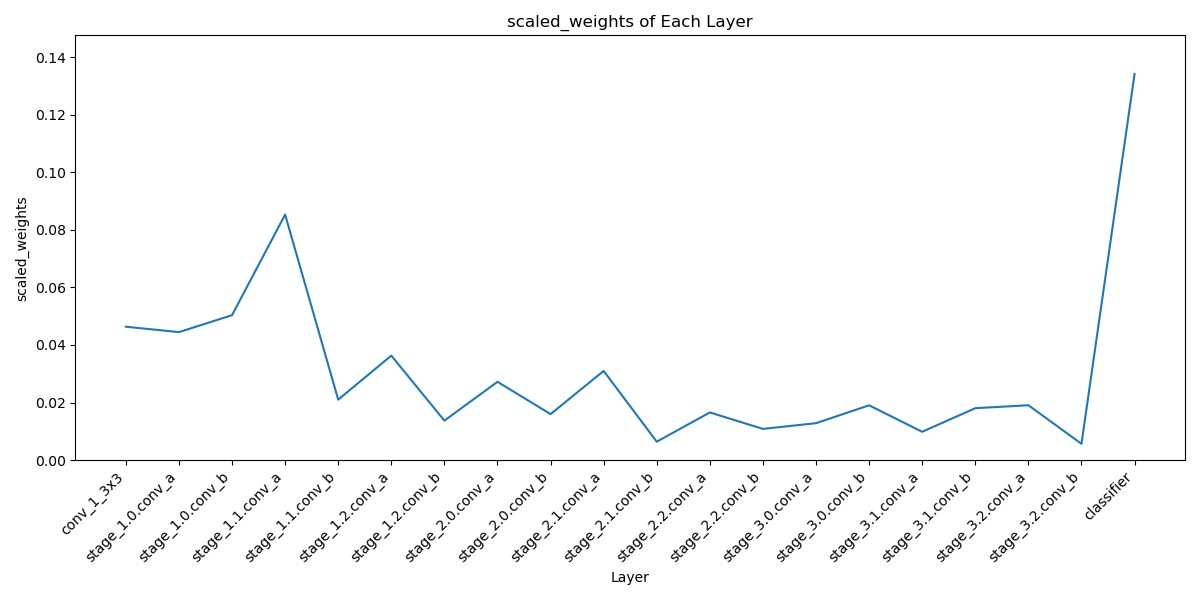 scaled_weights of Each Layer
scaled_weights
0.14
0.12
0.10
0.08
0.06
0.04
0.02
0.00
conv_1_3x3
stage_1.0.conv_a
stage_1.0.conv_b
stage_1.1.conv_a
stage_1.1.conv_b
stage_1.2.conv_a
stage_1.2.conv_b
stage_2.0.conv_a
stage_2.0.conv_b
stage_2.1.conv_a
stage_2.1.conv_b
stage_2.2.conv_a
stage_2.2.conv_b
stage_3.0.conv_a
stage_3.0.conv_b
stage_3.1.conv_a
stage_3.1.conv_b
stage_3.2.conv_a
stage_3.2.conv_b
classifier
Layer